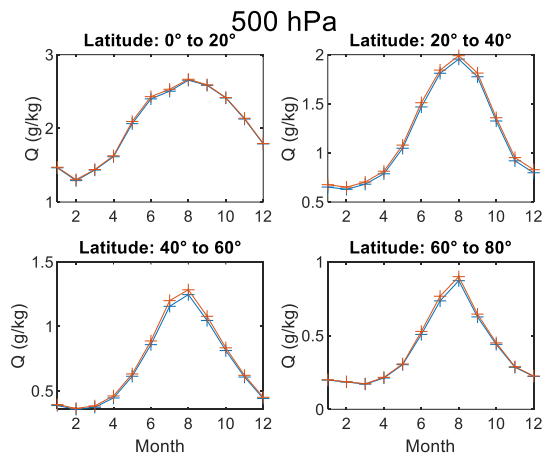 500 hPa
Latitude: 0° to 20°
Latitude: 20° to 40°
3
2
1
Q (g/kg)
2 4 6 8 10 12
2
1.5
1
0.5
Q (g/kg)
2 4 6 8 10 12
Latitude: 40° to 60°
Latitude: 60° to 80°
1.5
1
0.5
Q (g/kg)
2 4 6 8 10 12
Month
1
0.5
0
Q (g/kg)
2 4 6 8 10 12
Month